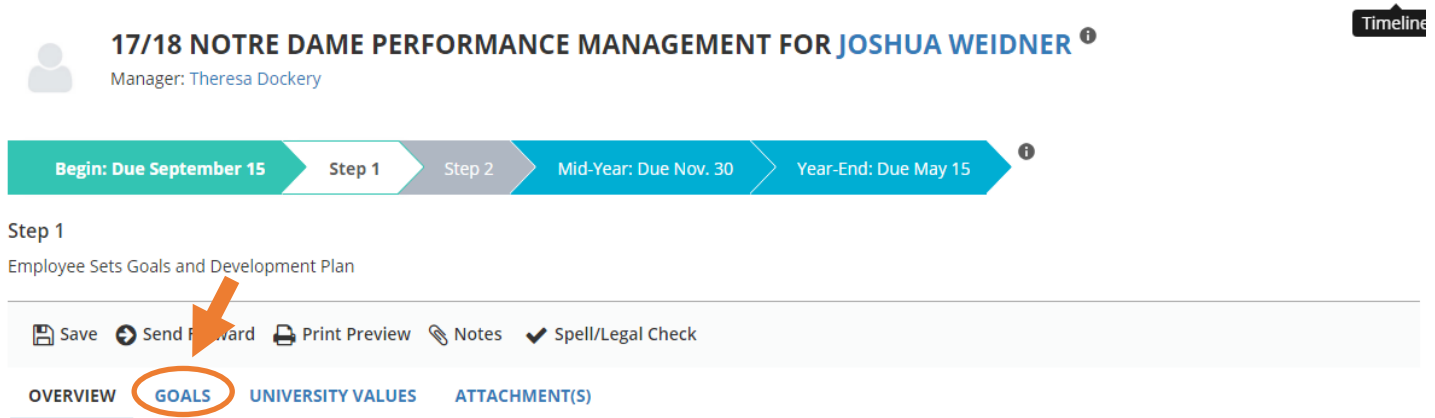 Timeline
17/18 NOTRE DAME PERFORMANCE MANAGEMENT FOR JOSHUA WEIDNER
Manager: Theresa Dockery
Begin: Due September 15 Step 1 Step 2 Mid-Year: Due Nov. 30 Year-End: Due May 15
Step 1
Employee Sets Goals and Development Plan
Save Send Forward Print Preview Notes Spell/Legal Check
OVERVIEW GOALS UNIVERSITY VALUES ATTACHMENT(S)